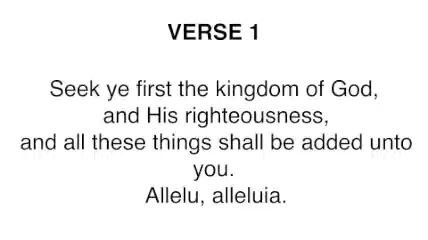 VERSE 1
Seek ye first the kingdom of God,
and His righteousness,
and all these things shall be added unto
you.
Allelu, alleluia.